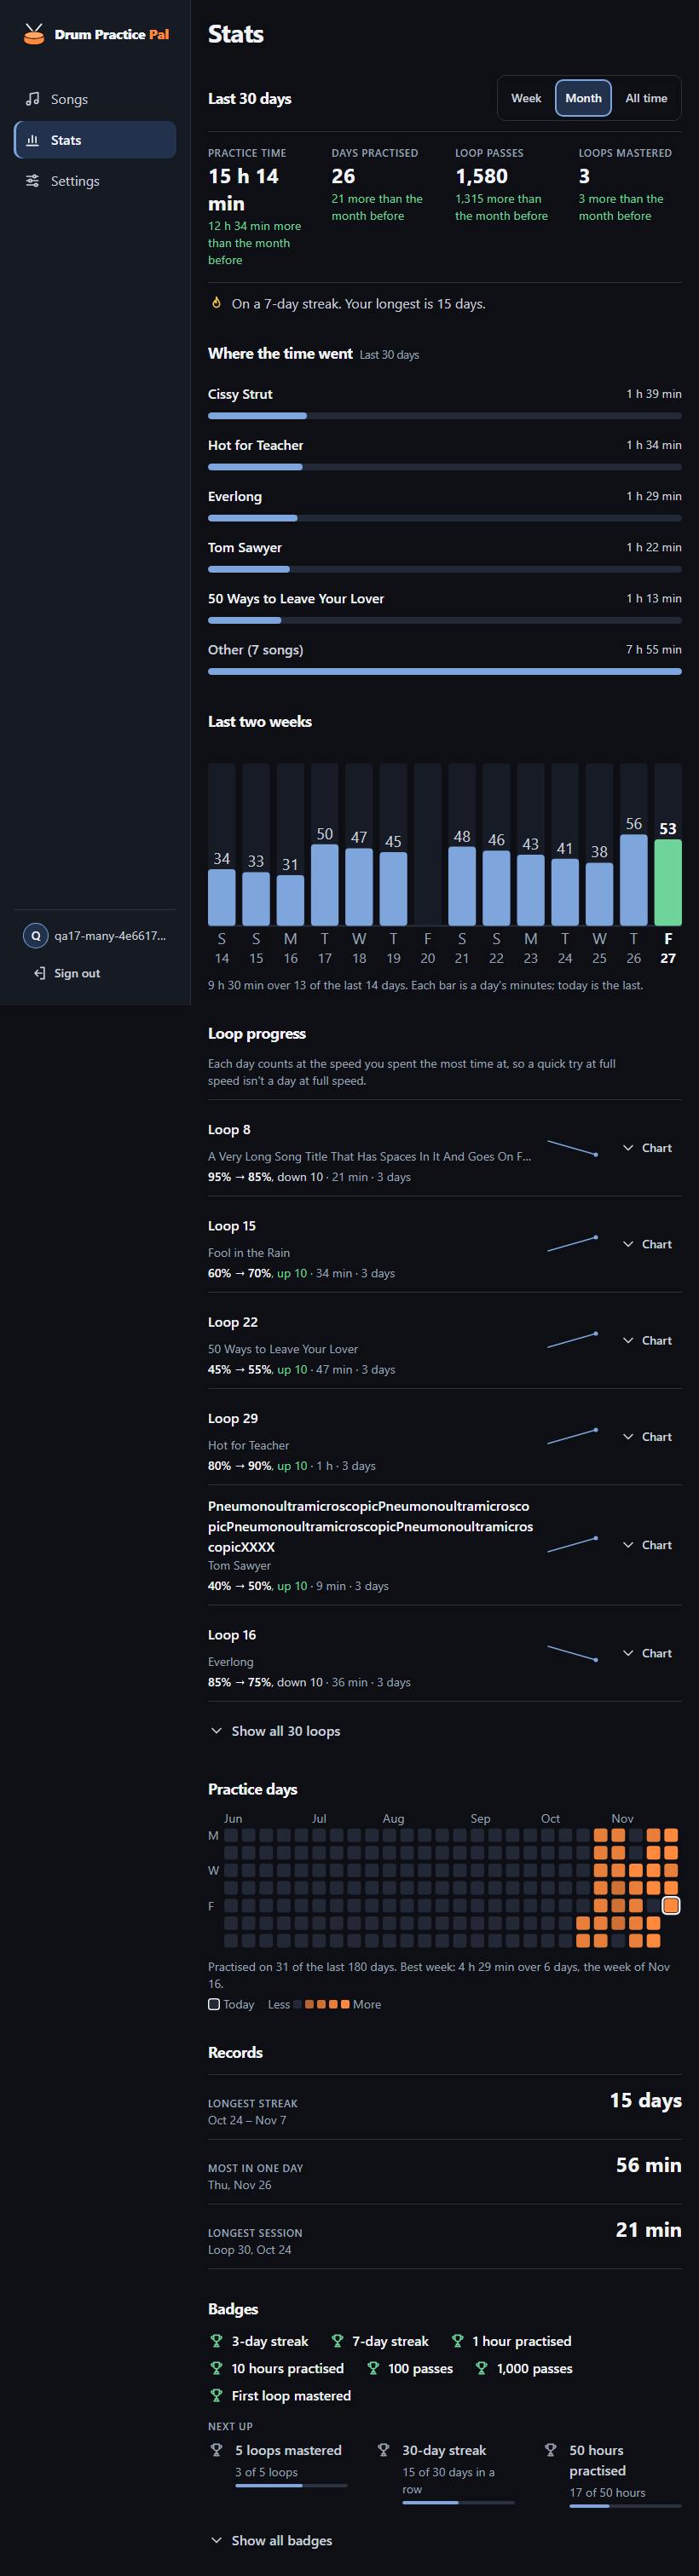 Drum Practice Pal
Songs
Stats
Settings
Q qa17-many-4e6617...
Sign out
Stats
Last 30 days
Week Month All time
PRACTICE TIME
15 h 14
min
12 h 34 min more
than the month
before
DAYS PRACTISED
26
21 more than the
month before
LOOP PASSES
1,580
1,315 more than
the month before
LOOPS MASTERED
3
3 more than the
month before
On a 7-day streak. Your longest is 15 days.
Where the time went Last 30 days
Cissy Strut 1 h 39 min
Hot for Teacher 1 h 34 min
Everlong 1 h 29 min
Tom Sawyer 1 h 22 min
50 Ways to Leave Your Lover 1 h 13 min
Other (7 songs) 7 h 55 min
Last two weeks
34 33 31 50 47 45 48 46 43 41 38 56 53
S S M T W T F S S M T W T F
14 15 16 17 18 19 20 21 22 23 24 25 26 27
9 h 30 min over 13 of the last 14 days. Each bar is a day's minutes; today is the last.
Loop progress
Each day counts at the speed you spent the most time at, so a quick try at full
speed isn't a day at full speed.
Loop 8
A Very Long Song Title That Has Spaces In It And Goes On F...
95% → 85%, down 10 · 21 min · 3 days
Chart
Loop 15
Fool in the Rain
60% → 70%, up 10 · 34 min · 3 days
Chart
Loop 22
50 Ways to Leave Your Lover
45% → 55%, up 10 · 47 min · 3 days
Chart
Loop 29
Hot for Teacher
80% → 90%, up 10 · 1 h · 3 days
Chart
PneumonoultramicroscopicPneumonoultramicrosco
picPneumonoultramicroscopicPneumonoultramicros
copicXXXX
Tom Sawyer
40% → 50%, up 10 · 9 min · 3 days
Chart
Loop 16
Everlong
85% → 75%, down 10 · 36 min · 3 days
Chart
Show all 30 loops
Practice days
Jun Jul Aug Sep Oct Nov
M
W
F
Practised on 31 of the last 180 days. Best week: 4 h 29 min over 6 days, the week of Nov
16.
Today Less More
Records
LONGEST STREAK
Oct 24 – Nov 7
15 days
MOST IN ONE DAY
Thu, Nov 26
56 min
LONGEST SESSION
Loop 30, Oct 24
21 min
Badges
3-day streak 7-day streak 1 hour practised
10 hours practised 100 passes 1,000 passes
First loop mastered
NEXT UP
5 loops mastered
3 of 5 loops
30-day streak
15 of 30 days in a
row
50 hours
practised
17 of 50 hours
Show all badges